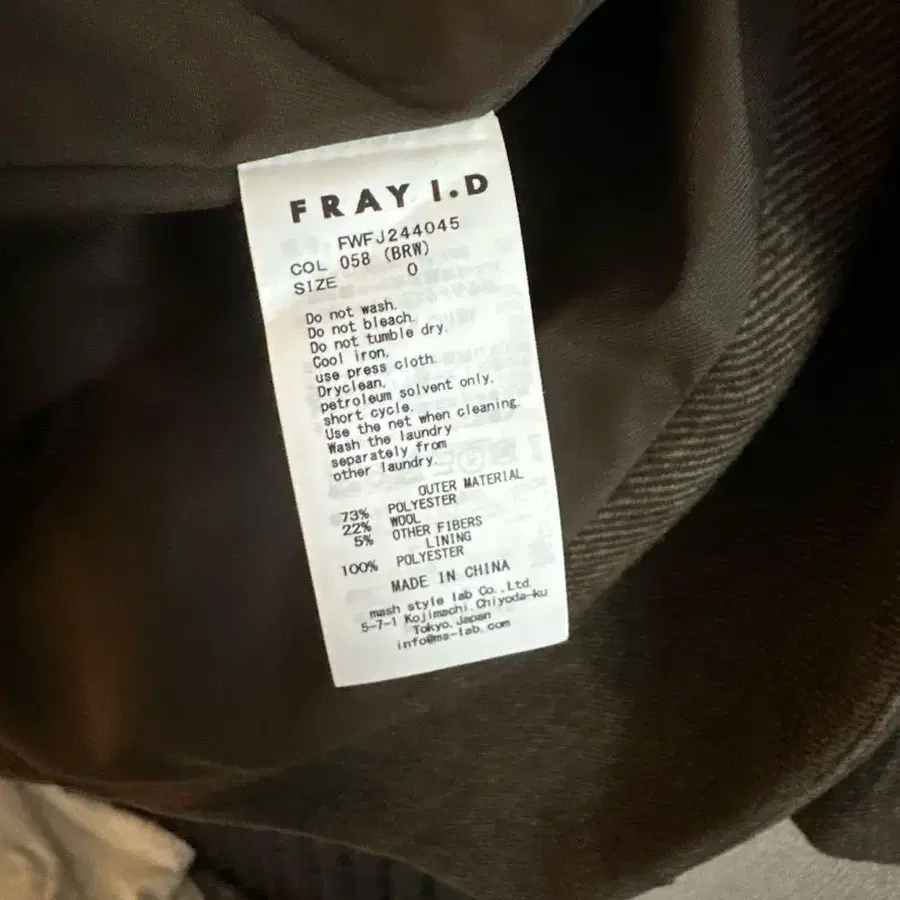 FRAY I.D
FWFJ244045
COL 058 (BRW)
SIZE 0
Do not wash.
Do not bleach.
Do not tumble dry.
Cool iron,
use press cloth.
Dryclean,
petroleum solvent only,
short cycle.
Use the net when cleaning.
Wash the laundry
separately from
other laundry.
OUTER MATERIAL
73% POLYESTER
22% WOOL
5% OTHER FIBERS
LINING
100% POLYESTER
MADE IN CHINA
mash style lab Co.,Ltd.
5-7-1 Kojimachi,Chiyoda-ku
Tokyo,Japan
info@ms-lab.com